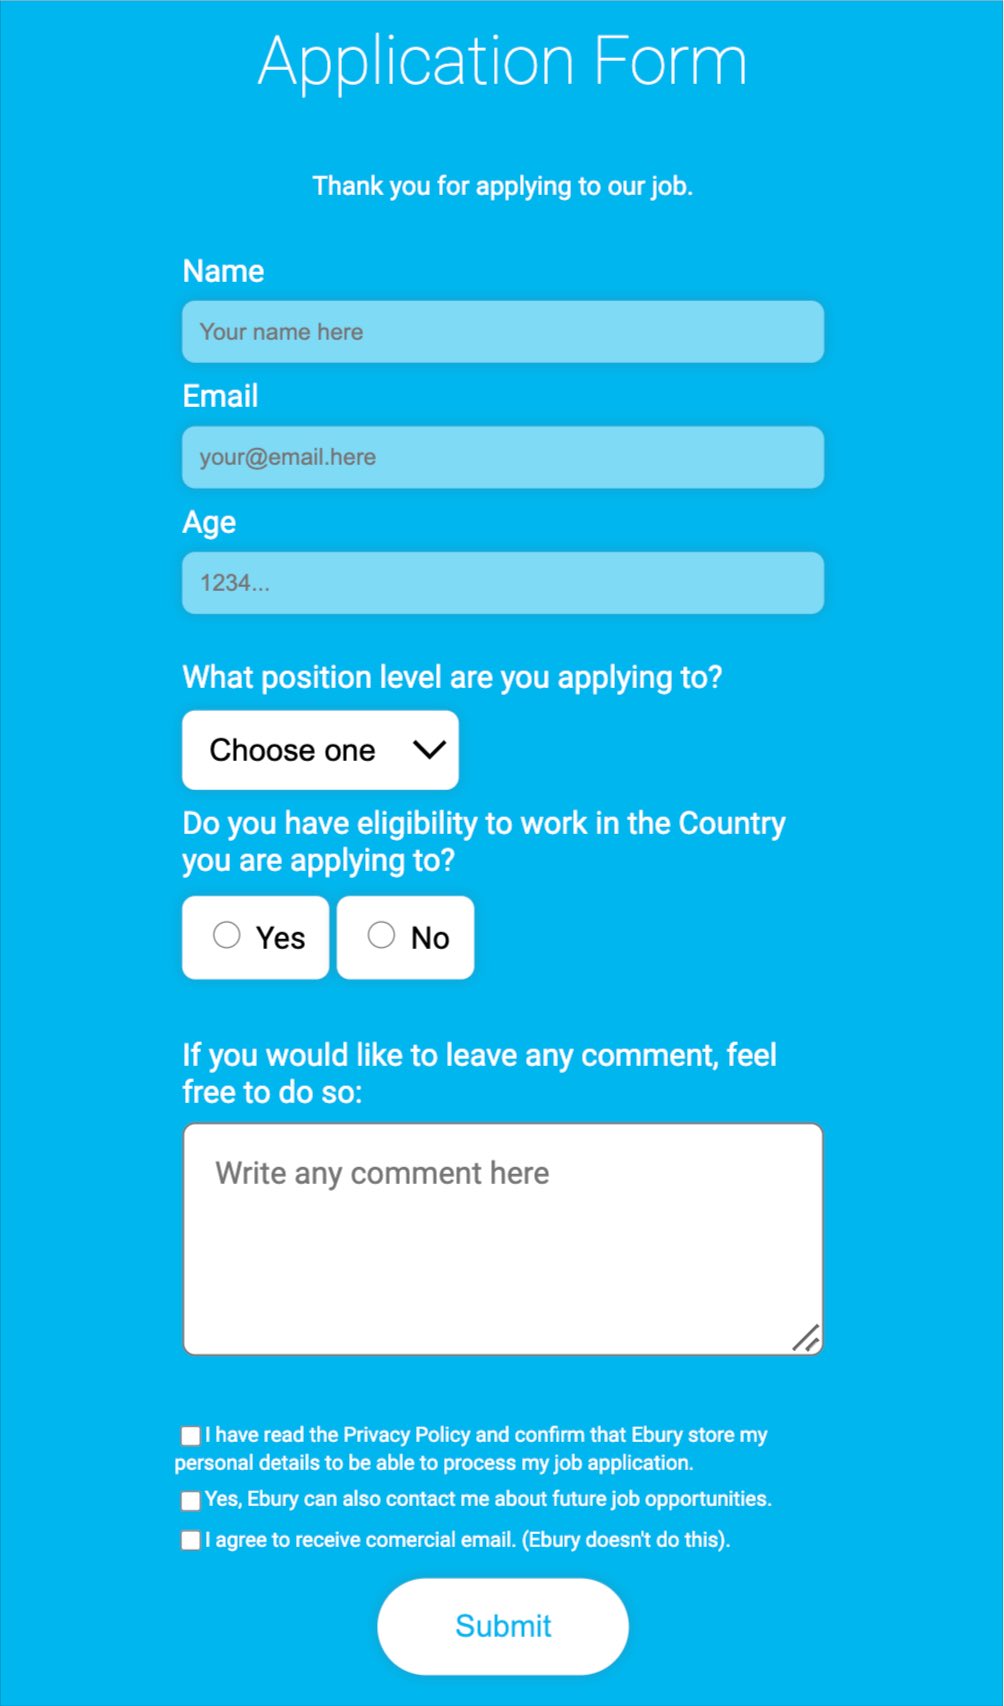 Application Form
Thank you for applying to our job.
Name
Your name here
Email
your@email.here
Age
1234...
What position level are you applying to?
Choose one
Do you have eligibility to work in the Country
you are applying to?
Yes No
If you would like to leave any comment, feel
free to do so:
Write any comment here
I have read the Privacy Policy and confirm that Ebury store my
personal details to be able to process my job application.
Yes, Ebury can also contact me about future job opportunities.
I agree to receive comercial email. (Ebury doesn't do this).
Submit